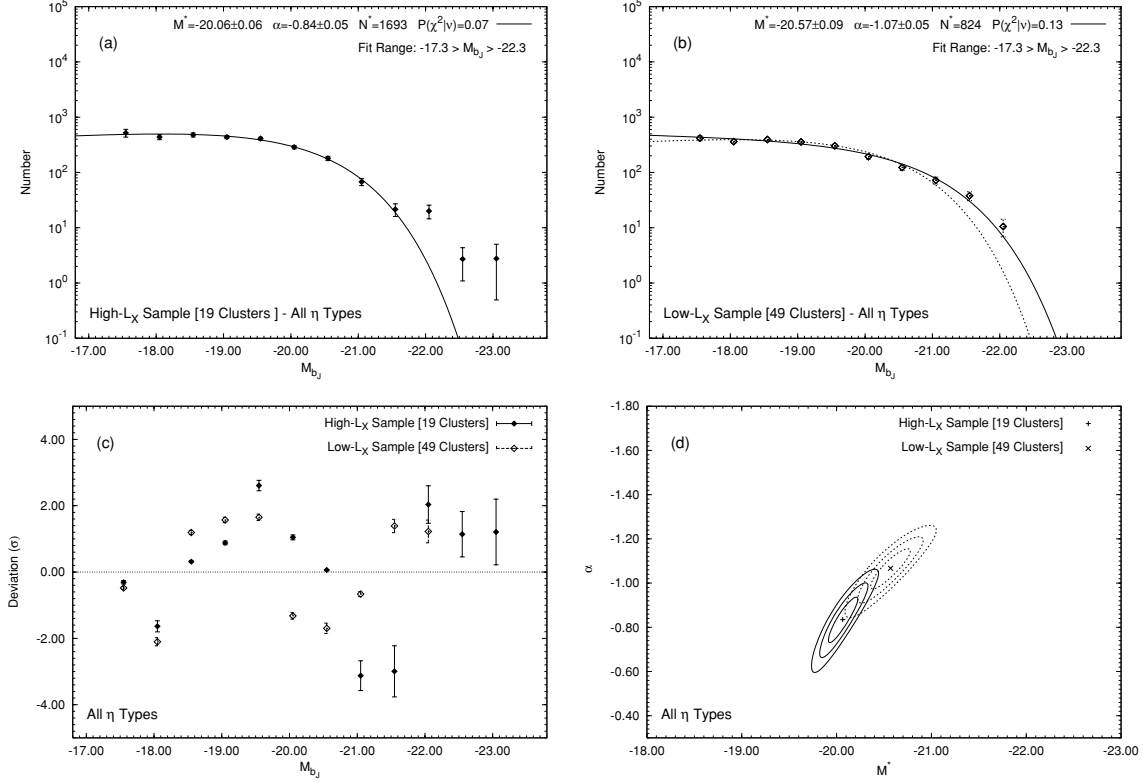 M*=-20.06±0.06 α=-0.84±0.05 N*=1693 P(χ²|ν)=0.07
Fit Range: -17.3 > M_bJ > -22.3
(a)
10^5
10^4
10^3
10^2
10^1
10^0
10^-1
Number
High-L_X Sample [19 Clusters ] - All η Types
-17.00 -18.00 -19.00 -20.00 -21.00 -22.00 -23.00
M_bJ
M*=-20.57±0.09 α=-1.07±0.05 N*=824 P(χ²|ν)=0.13
Fit Range: -17.3 > M_bJ > -22.3
(b)
10^5
10^4
10^3
10^2
10^1
10^0
10^-1
Number
Low-L_X Sample [49 Clusters] - All η Types
-17.00 -18.00 -19.00 -20.00 -21.00 -22.00 -23.00
M_bJ
(c)
High-L_X Sample [19 Clusters]
Low-L_X Sample [49 Clusters]
4.00
2.00
0.00
-2.00
-4.00
Deviation (σ)
All η Types
-17.00 -18.00 -19.00 -20.00 -21.00 -22.00 -23.00
M_bJ
(d)
High-L_X Sample [19 Clusters]
Low-L_X Sample [49 Clusters]
-1.80
-1.60
-1.40
-1.20
-1.00
-0.80
-0.60
-0.40
α
All η Types
-18.00 -19.00 -20.00 -21.00 -22.00 -23.00
M*